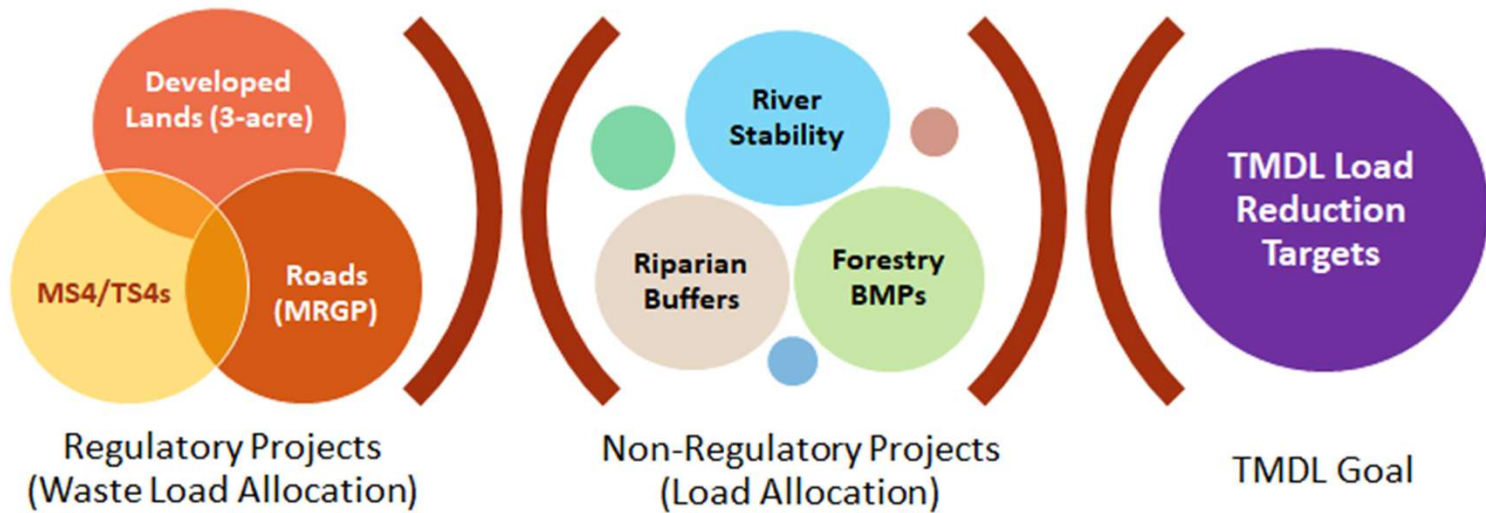 Developed
Lands (3-acre)
MS4/TS4s
Roads
(MRGP)
Regulatory Projects
(Waste Load Allocation)
River
Stability
Riparian
Buffers
Forestry
BMPs
Non-Regulatory Projects
(Load Allocation)
TMDL Load
Reduction
Targets
TMDL Goal